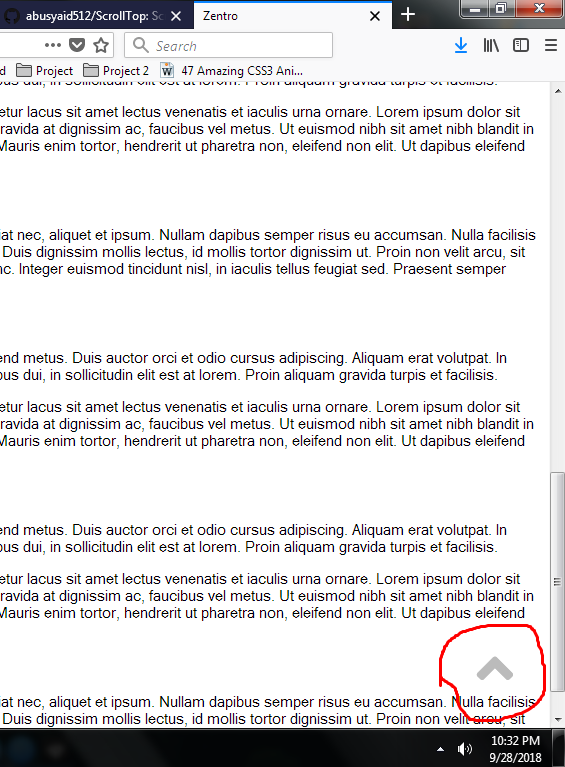 abusyaid512/ScrollTop: Sc
Zentro
Search
d Project Project 2 47 Amazing CSS3 Ani...
bus dui, in sollicitudin elit est at lorem. Proin aliquam gravida turpis et facilisis.
etur lacus sit amet lectus venenatis et iaculis urna ornare. Lorem ipsum dolor sit
ravida at dignissim ac, faucibus vel metus. Ut euismod nibh sit amet nibh blandit in
Mauris enim tortor, hendrerit ut pharetra non, eleifend non elit. Ut dapibus eleifend
iat nec, aliquet et ipsum. Nullam dapibus semper risus eu accumsan. Nulla facilisis
Duis dignissim mollis lectus, id mollis tortor dignissim ut. Proin non velit arcu, sit
nc. Integer euismod tincidunt nisl, in iaculis tellus feugiat sed. Praesent semper
end metus. Duis auctor orci et odio cursus adipiscing. Aliquam erat volutpat. In
bus dui, in sollicitudin elit est at lorem. Proin aliquam gravida turpis et facilisis.
etur lacus sit amet lectus venenatis et iaculis urna ornare. Lorem ipsum dolor sit
ravida at dignissim ac, faucibus vel metus. Ut euismod nibh sit amet nibh blandit in
Mauris enim tortor, hendrerit ut pharetra non, eleifend non elit. Ut dapibus eleifend
end metus. Duis auctor orci et odio cursus adipiscing. Aliquam erat volutpat. In
bus dui, in sollicitudin elit est at lorem. Proin aliquam gravida turpis et facilisis.
etur lacus sit amet lectus venenatis et iaculis urna ornare. Lorem ipsum dolor sit
ravida at dignissim ac, faucibus vel metus. Ut euismod nibh sit amet nibh blandit in
Mauris enim tortor, hendrerit ut pharetra non, eleifend non elit. Ut dapibus eleifend
iat nec, aliquet et ipsum. Nullam dapibus semper risus eu accumsan. Nulla facilisis
Duis dignissim mollis lectus, id mollis tortor dignissim ut. Proin non velit arcu, sit
10:32 PM
9/28/2018